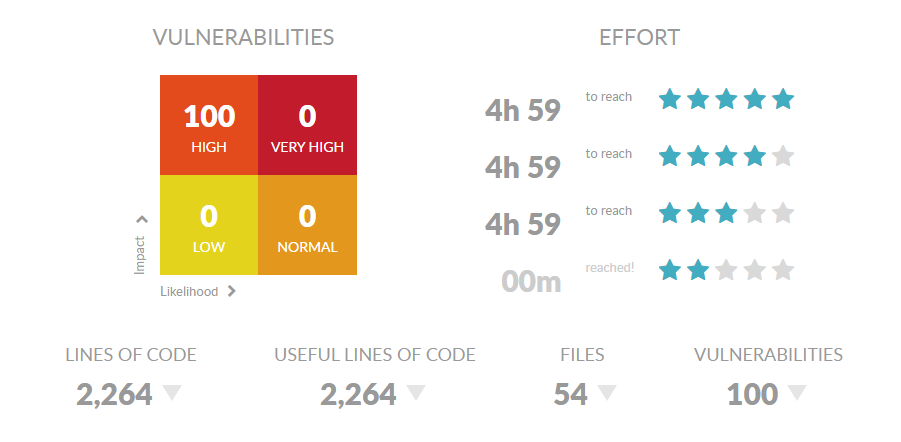 VULNERABILITIES
100
HIGH
0
VERY HIGH
0
LOW
0
NORMAL
Impact
Likelihood
EFFORT
4h 59 to reach
4h 59 to reach
4h 59 to reach
00m reached!
LINES OF CODE
2,264
USEFUL LINES OF CODE
2,264
FILES
54
VULNERABILITIES
100